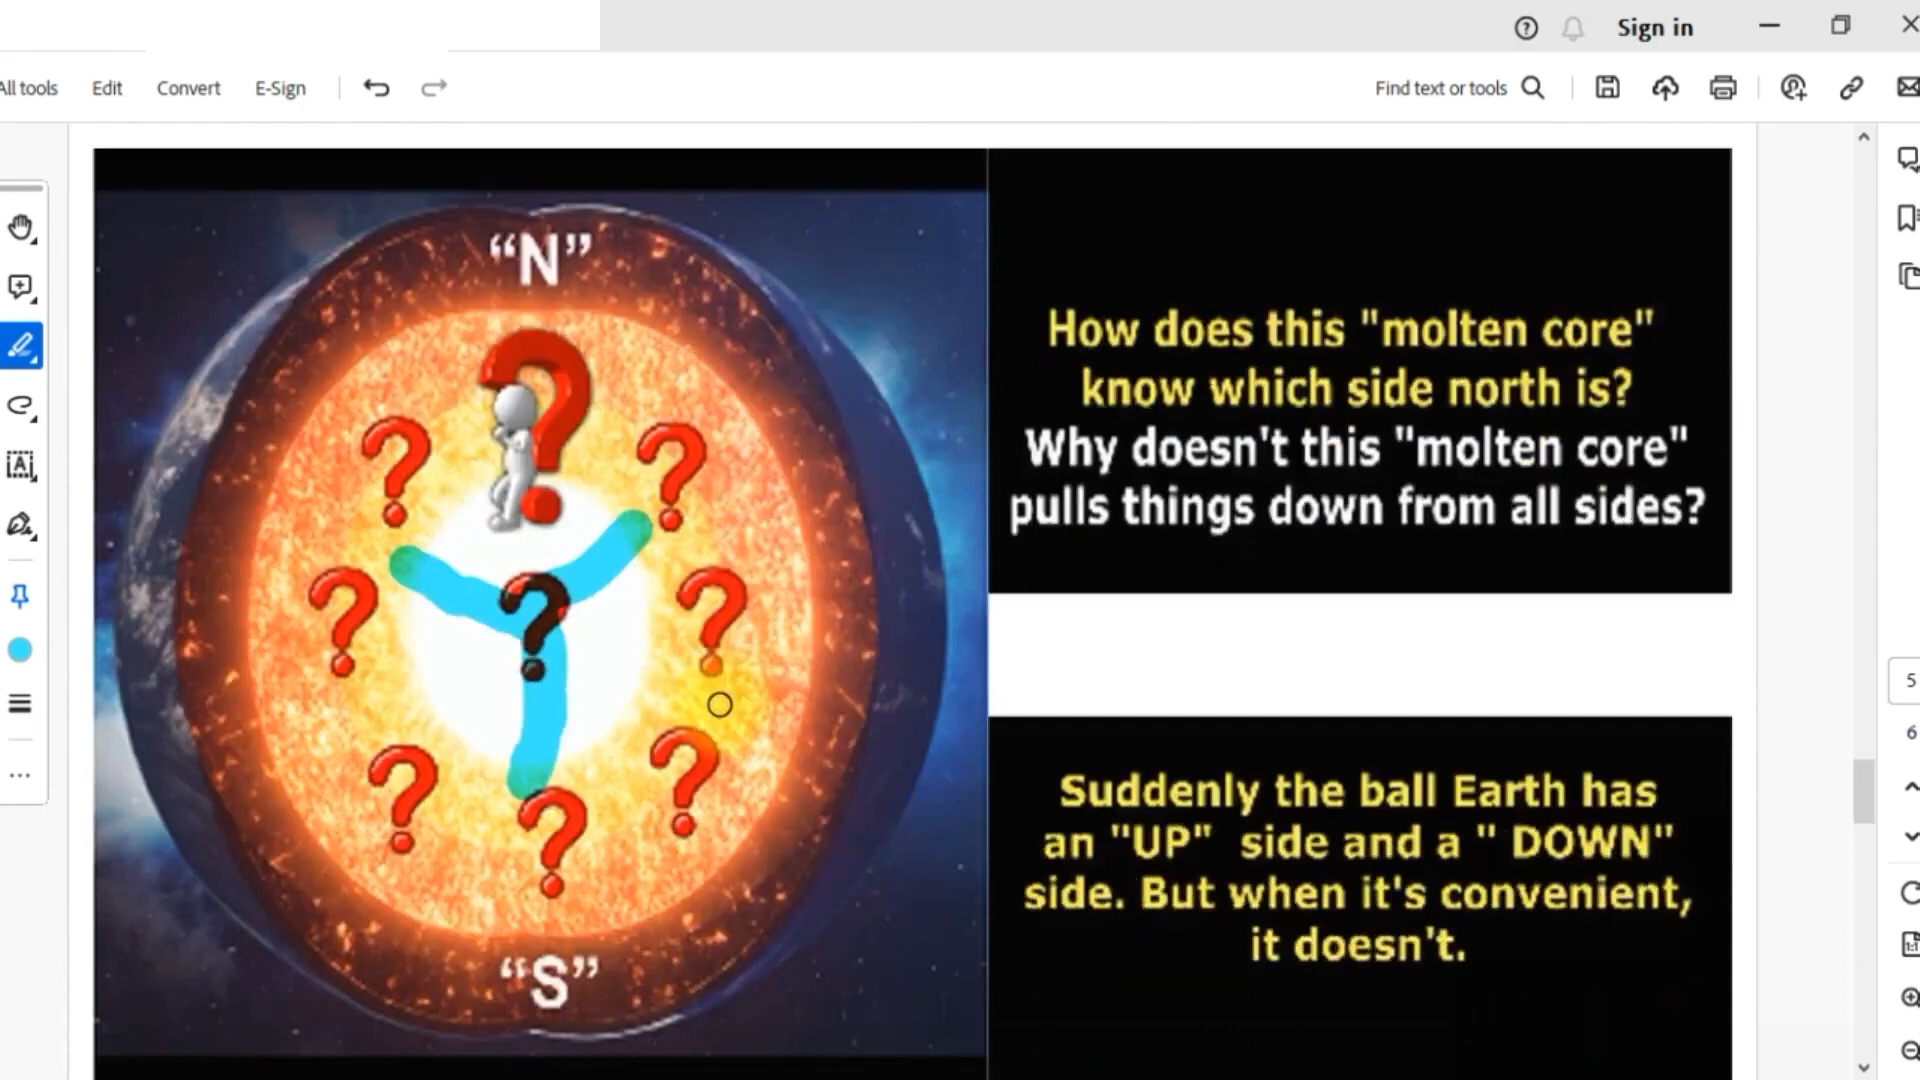 Sign in
All tools Edit Convert E-Sign Find text or tools
"N"
"S"
How does this "molten core"
know which side north is?
Why doesn't this "molten core"
pulls things down from all sides?
Suddenly the ball Earth has
an "UP" side and a " DOWN"
side. But when it's convenient,
it doesn't.
5
6